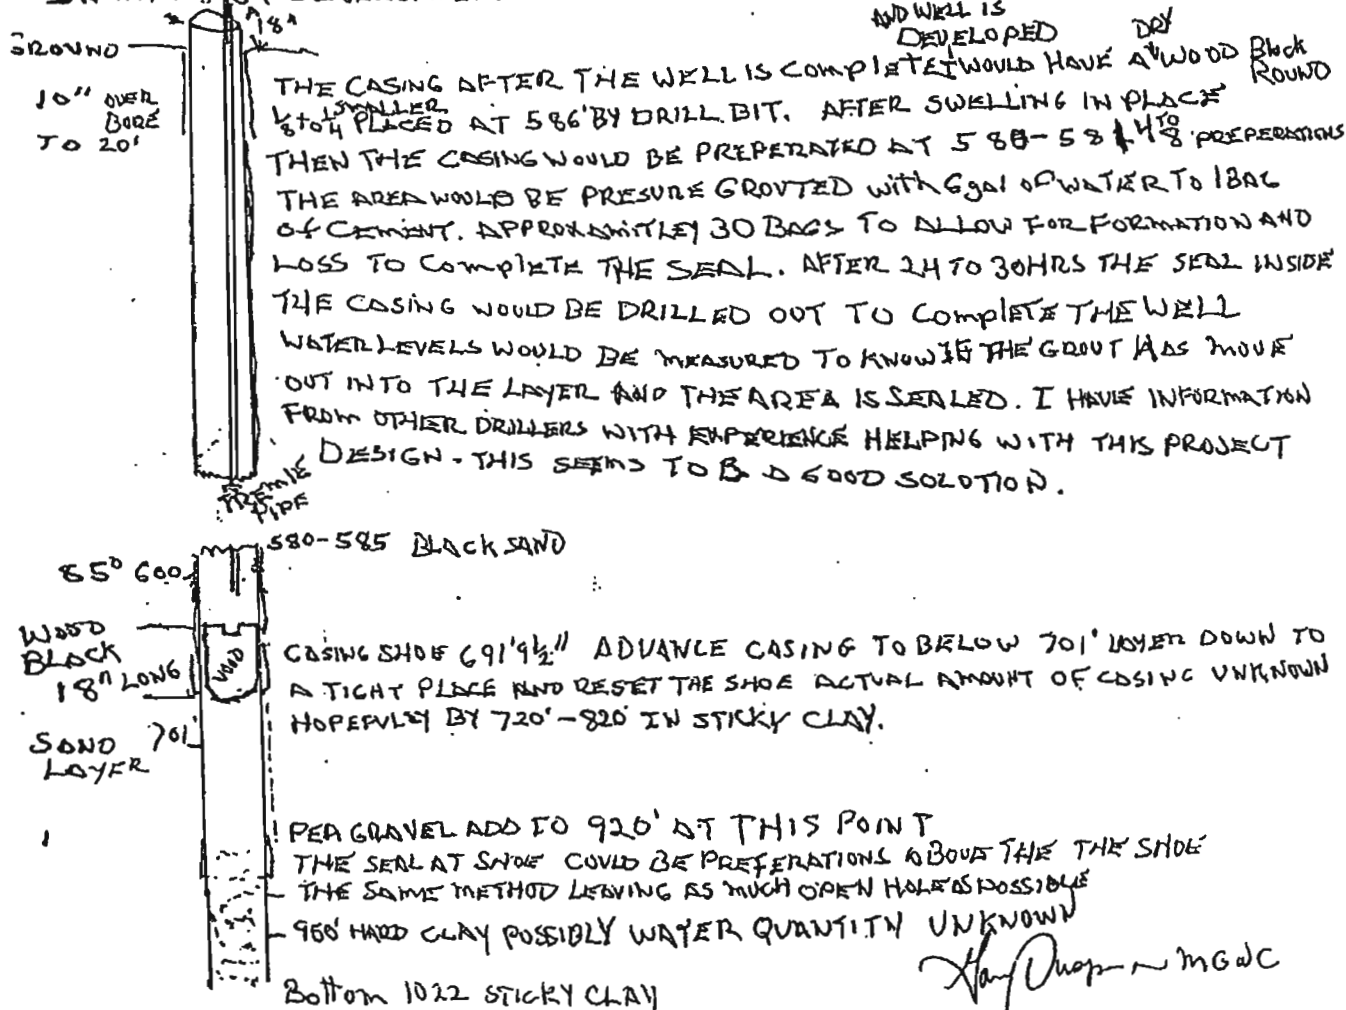 18"
GROUND
10" OVER
BORE
TO 20'
AND WELL IS
DEVELOPED
DRY
THE CASING AFTER THE WELL IS COMPLETE I WOULD HAVE A WOOD Block
ROUND
1/8 to 1/4 SMALLER PLACED AT 586' BY DRILL BIT. AFTER SWELLING IN PLACE
THEN THE CASING WOULD BE PREPERATED AT 580-581 4 TO 8 PREPERATIONS
THE AREA WOULD BE PRESURE GROUTED with 6 gal OF WATER TO 1 BAG
OF CEMENT. APPROXAMITLEY 30 BAGS TO ALLOW FOR FORMATION AND
LOSS TO COMPLETE THE SEAL. AFTER 24 TO 30 HRS THE SEAL INSIDE
THE CASING WOULD BE DRILLED OUT TO COMPLETE THE WELL
WATER LEVELS WOULD BE MEASURED TO KNOW IF THE GROUT HAS MOVE
OUT INTO THE LAYER AND THE AREA IS SEALED. I HAVE INFORMATION
FROM OTHER DRILLERS WITH EXPERIENCE HELPING WITH THIS PROJECT
DESIGN - THIS SEEMS TO B A GOOD SOLUTION.
TREMIE
PIPE
580-585 BLACK SAND
85° 600
WOOD
BLACK
18" LONG
WOOD
CASING SHOE 691' 9 1/2" ADVANCE CASING TO BELOW 701' LAYER DOWN TO
A TIGHT PLACE AND RESET THE SHOE ACTUAL AMOUNT OF CASING UNKNOWN
HOPEFULLY BY 720'-820' IN STICKY CLAY.
SAND 701'
LAYER
PEA GRAVEL ADD TO 920' AT THIS POINT
THE SEAL AT SHOE COULD BE PREFERATIONS ABOVE THE THE SHOE
THE SAME METHOD LEAVING AS MUCH OPEN HOLE AS POSSIBLE
960' HARD CLAY POSSIBLY WATER QUANTITY UNKNOWN
MGWC
Bottom 1022 STICKY CLAY